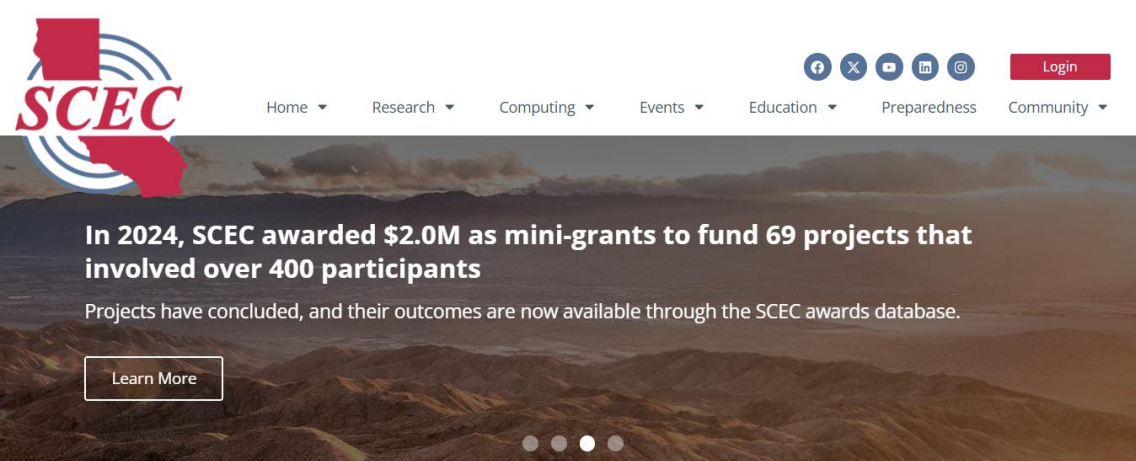 SCEC
Login
Home
Research
Computing
Events
Education
Preparedness
Community
In 2024, SCEC awarded $2.0M as mini-grants to fund 69 projects that
involved over 400 participants
Projects have concluded, and their outcomes are now available through the SCEC awards database.
Learn More